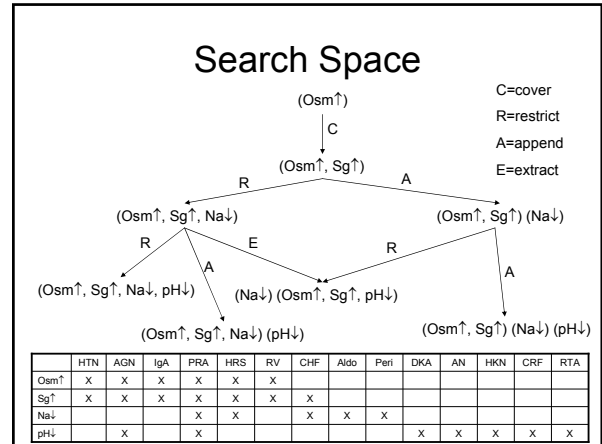 Search Space
(Osm↑)
C=cover
R=restrict
A=append
E=extract
C
(Osm↑, Sg↑)
R A
(Osm↑, Sg↑, Na↓) (Osm↑, Sg↑) (Na↓)
R A E R A
(Osm↑, Sg↑, Na↓, pH↓) (Na↓) (Osm↑, Sg↑, pH↓)
(Osm↑, Sg↑, Na↓) (pH↓) (Osm↑, Sg↑) (Na↓) (pH↓)
HTN AGN IgA PRA HRS RV CHF Aldo Peri DKA AN HKN CRF RTA
Osm↑ X X X X X X
Sg↑ X X X X X X X
Na↓ X X X X X
pH↓ X X X X X X X